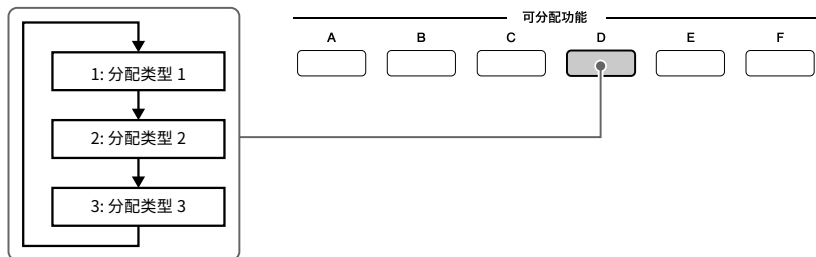 可分配功能
A B C D E F
1: 分配类型 1
2: 分配类型 2
3: 分配类型 3